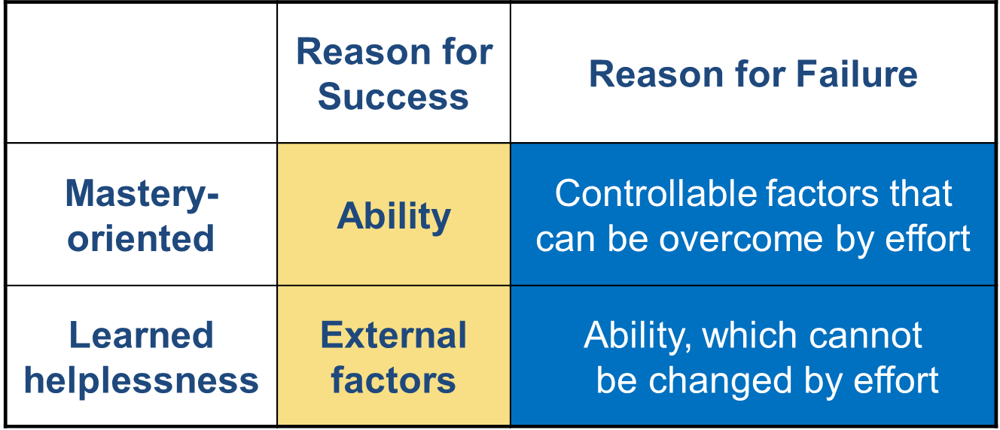 Reason for
Success
Reason for Failure
Mastery-
oriented
Ability
Controllable factors that
can be overcome by effort
Learned
helplessness
External
factors
Ability, which cannot
be changed by effort